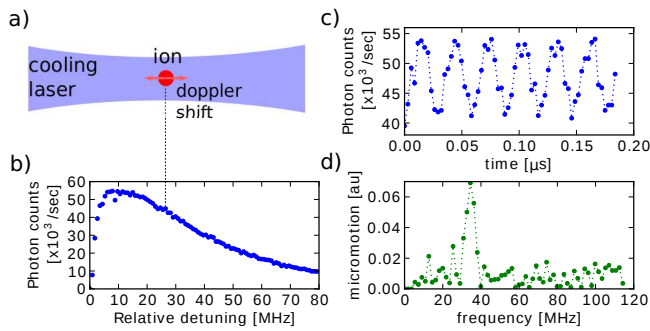 a)
ion
cooling
laser
doppler
shift
b)
Photon counts
[x10³ /sec]
60
50
40
30
20
10
0
0 10 20 30 40 50 60 70 80
Relative detuning [MHz]
c)
Photon counts
[x10³ /sec]
55
50
45
40
0.00 0.05 0.10 0.15 0.20
time [µs]
d)
micromotion [au]
0.06
0.04
0.02
0.00
0 20 40 60 80 100 120
frequency [MHz]